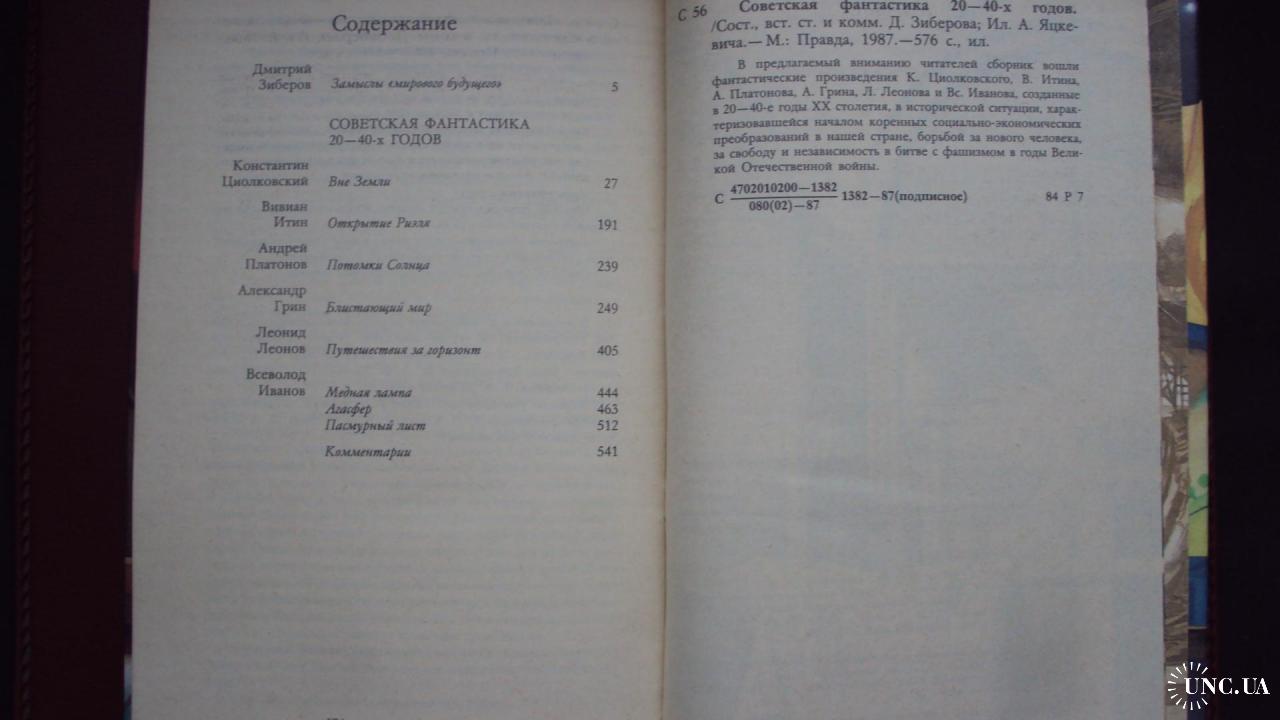 Содержание
Дмитрий
Зиберов Замыслы «мирового будущего» 5
СОВЕТСКАЯ ФАНТАСТИКА
20—40-х ГОДОВ
Константин
Циолковский Вне Земли 27
Вивиан
Итин Открытие Риэля 191
Андрей
Платонов Потомки Солнца 239
Александр
Грин Блистающий мир 249
Леонид
Леонов Путешествия за горизонт 405
Всеволод
Иванов Медная лампа 444
Агасфер 463
Пасмурный лист 512
Комментарии 541
С 56 Советская фантастика 20—40-х годов.
/Сост., вст. ст. и комм. Д. Зиберова; Ил. А. Яцке-
вича.— М.: Правда, 1987.—576 с., ил.
В предлагаемый вниманию читателей сборник вошли
фантастические произведения К. Циолковского, В. Итина,
А. Платонова, А. Грина, Л. Леонова и Вс. Иванова, созданные
в 20—40-е годы XX столетия, в исторической ситуации, харак-
теризовавшейся началом коренных социально-экономических
преобразований в нашей стране, борьбой за нового человека,
за свободу и независимость в битве с фашизмом в годы Вели-
кой Отечественной войны.
С 4702010200—1382 1382—87(подписное) 84 Р 7
080(02)—87
UNC.UA